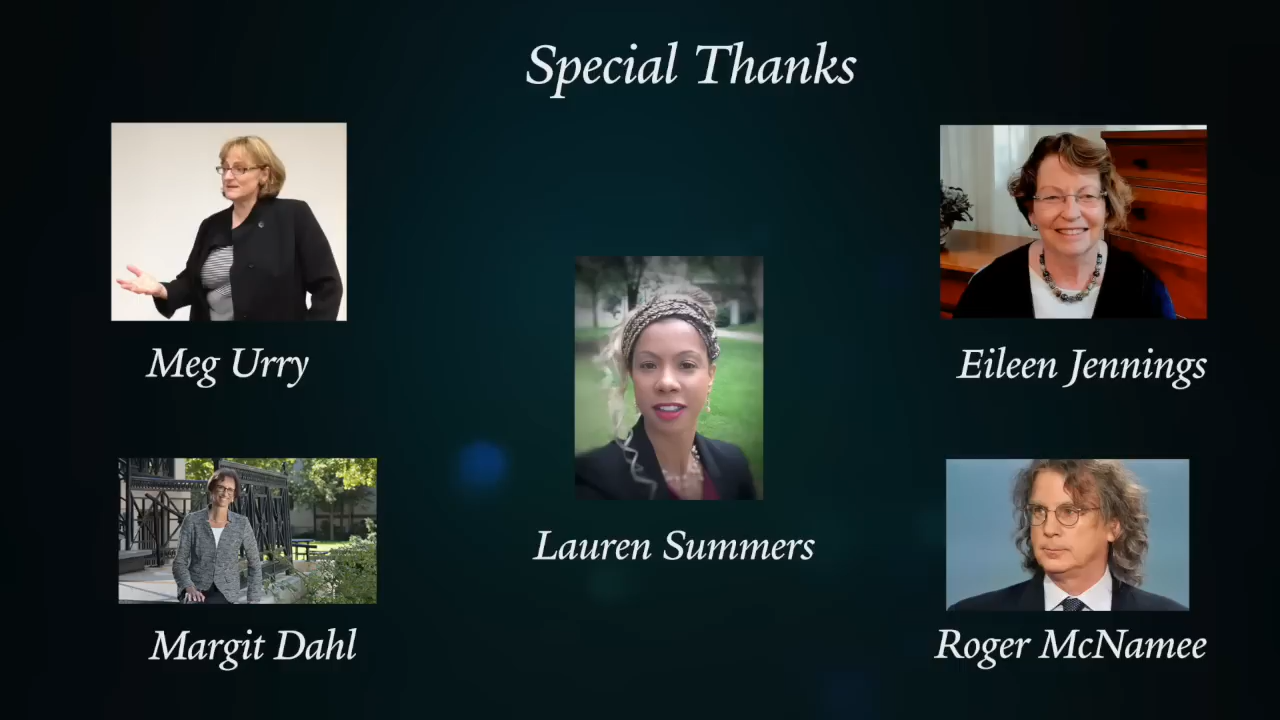 Special Thanks
Meg Urry
Eileen Jennings
Lauren Summers
Margit Dahl
Roger McNamee